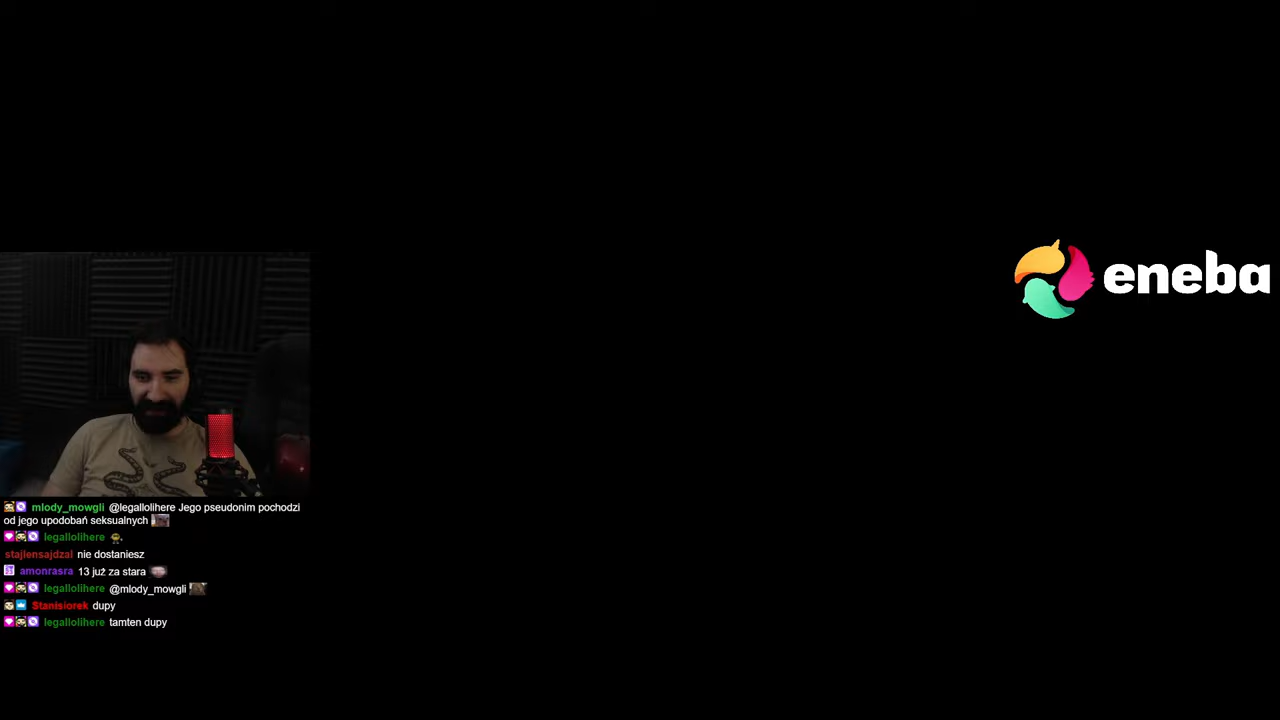 eneba
mlody_mowgli @legallolihere Jego pseudonim pochodzi
od jego upodobań seksualnych
legallolihere
stajlensajdzal nie dostaniesz
amonrasra 13 już za stara
legallolihere @mlody_mowgli
Stanisiorek dupy
legallolihere tamten dupy